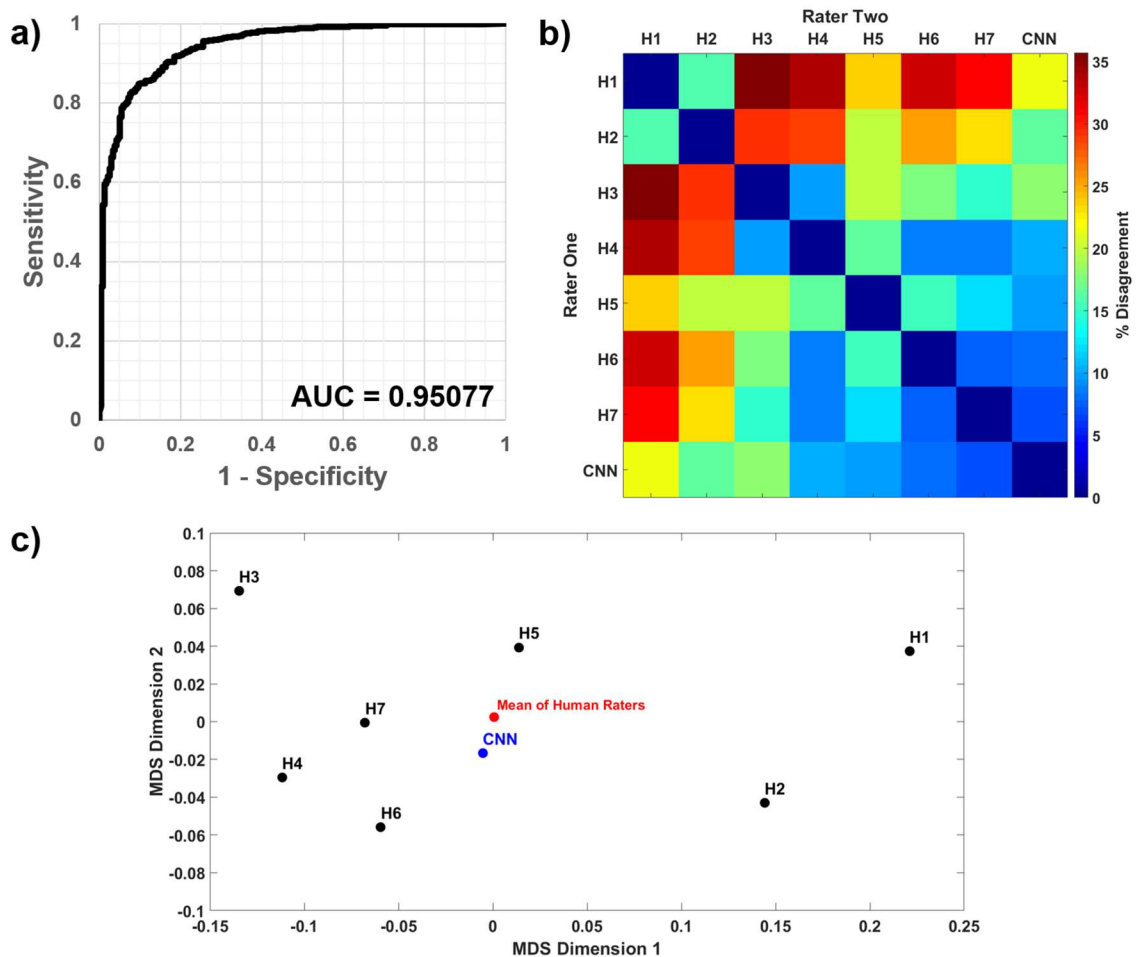 a)
1
0.8
0.6
0.4
0.2
0
Sensitivity
0 0.2 0.4 0.6 0.8 1
1 - Specificity
AUC = 0.95077
b)
Rater Two
H1 H2 H3 H4 H5 H6 H7 CNN
Rater One
H1
H2
H3
H4
H5
H6
H7
CNN
35
30
25
20
15
10
5
0
% Disagreement
c)
0.1
0.08
0.06
0.04
0.02
0
-0.02
-0.04
-0.06
-0.08
-0.1
MDS Dimension 2
H3
H5
H1
Mean of Human Raters
H7
CNN
H4
H2
H6
-0.15 -0.1 -0.05 0 0.05 0.1 0.15 0.2 0.25
MDS Dimension 1